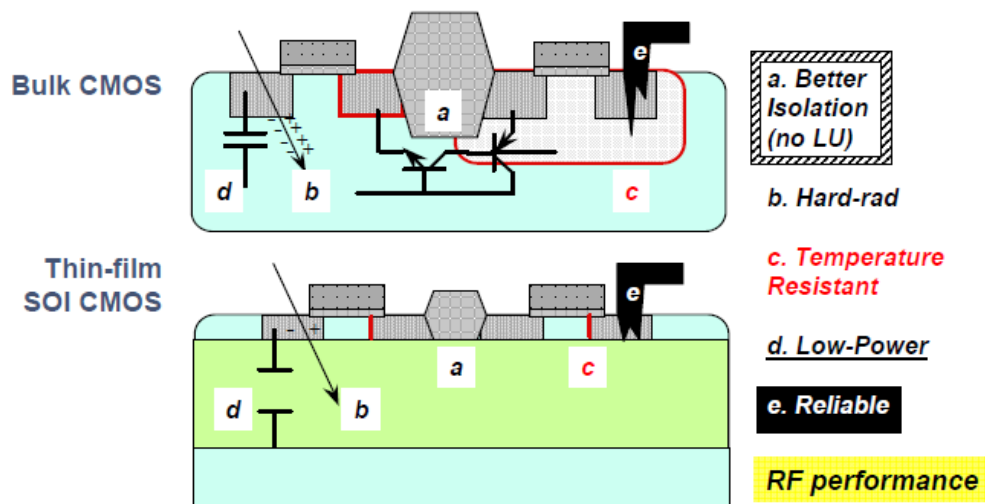 Bulk CMOS
e
a
d
b
c
- - - - + + + + +
Thin-film
SOI CMOS
e
- +
a
c
d
b
a. Better
Isolation
(no LU)
b. Hard-rad
c. Temperature
Resistant
d. Low-Power
e. Reliable
RF performance